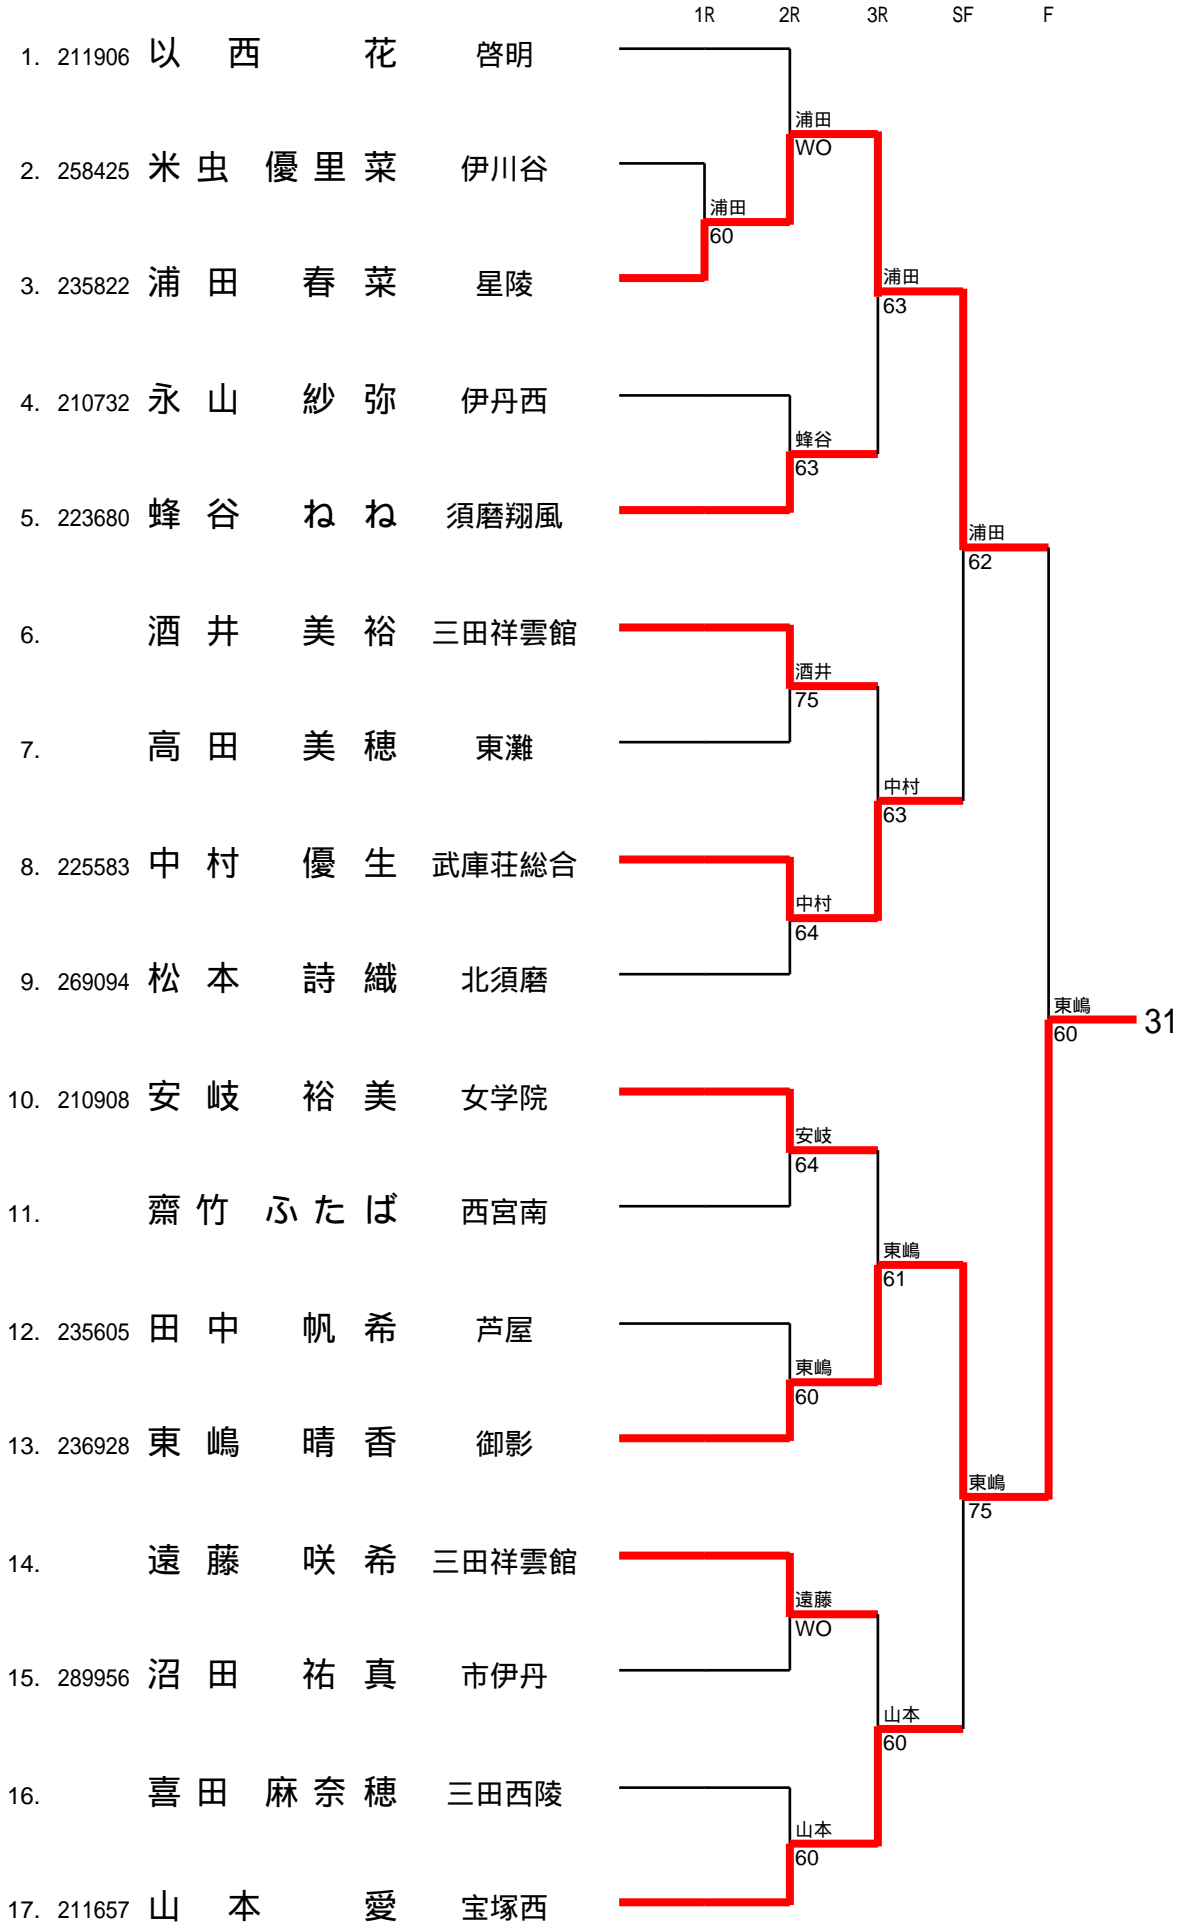 1R 2R 3R SF F
1. 211906 以西 花 啓明
浦田
WO
2. 258425 米虫 優里菜 伊川谷
浦田
60
3. 235822 浦田 春菜 星陵
浦田
63
4. 210732 永山 紗弥 伊丹西
蜂谷
63
5. 223680 蜂谷 ねね 須磨翔風
浦田
62
6. 酒井 美裕 三田祥雲館
酒井
75
7. 高田 美穂 東灘
中村
63
8. 225583 中村 優生 武庫荘総合
中村
64
9. 269094 松本 詩織 北須磨
東嶋
60
31
10. 210908 安岐 裕美 女学院
安岐
64
11. 齋竹 ふたば 西宮南
東嶋
61
12. 235605 田中 帆希 芦屋
東嶋
60
13. 236928 東嶋 晴香 御影
東嶋
75
14. 遠藤 咲希 三田祥雲館
遠藤
WO
15. 289956 沼田 祐真 市伊丹
山本
60
16. 喜田 麻奈穂 三田西陵
山本
60
17. 211657 山本 愛 宝塚西